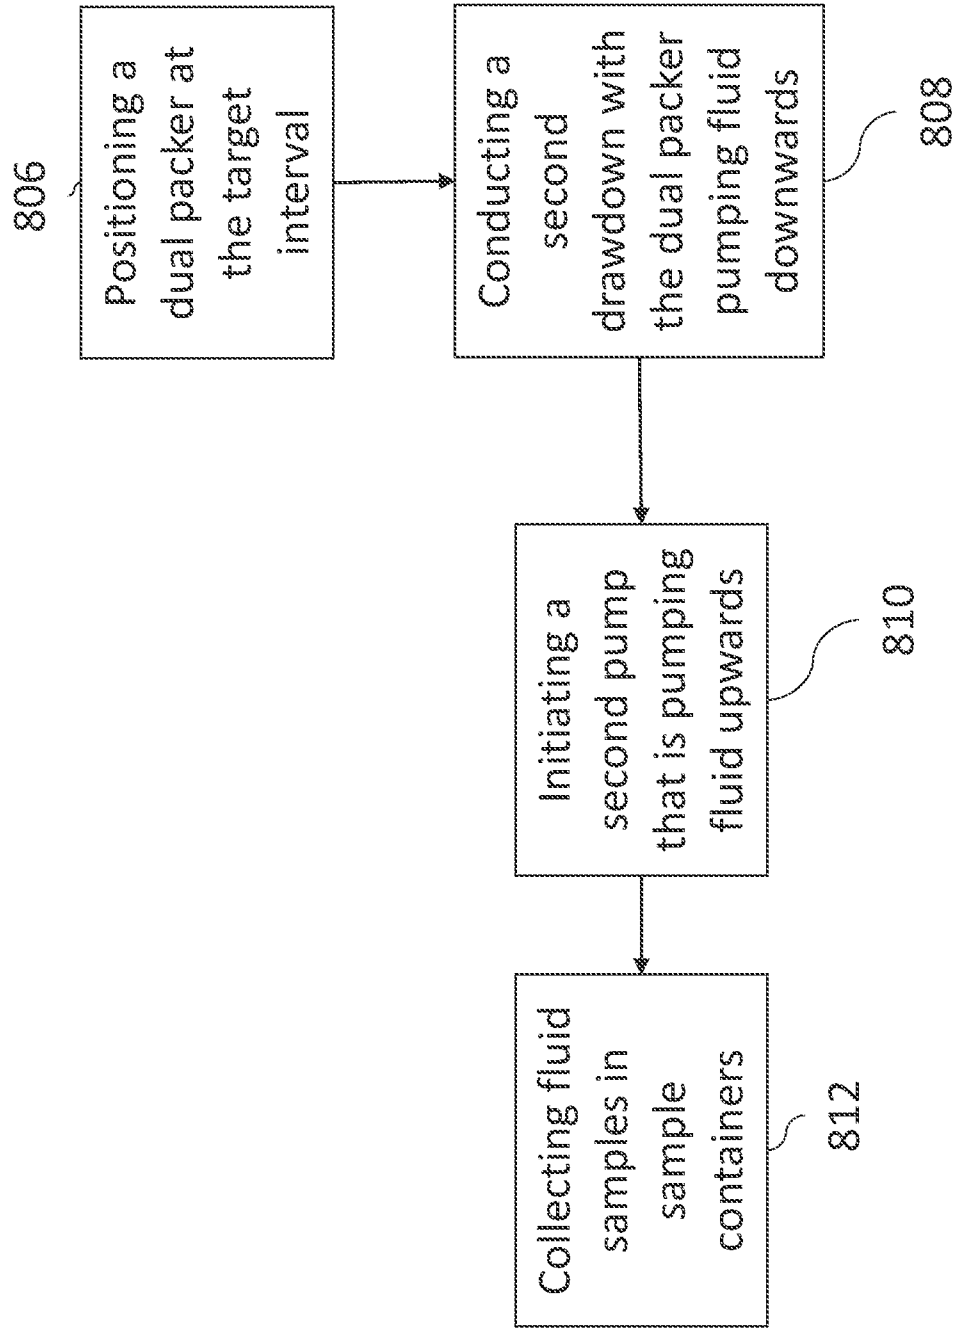 806
Positioning a
dual packer at
the target
interval
Conducting a
second
drawdown with
the dual packer
pumping fluid
downwards
808
Initiating a
second pump
that is pumping
fluid upwards
810
Collecting fluid
samples in
sample
containers
812